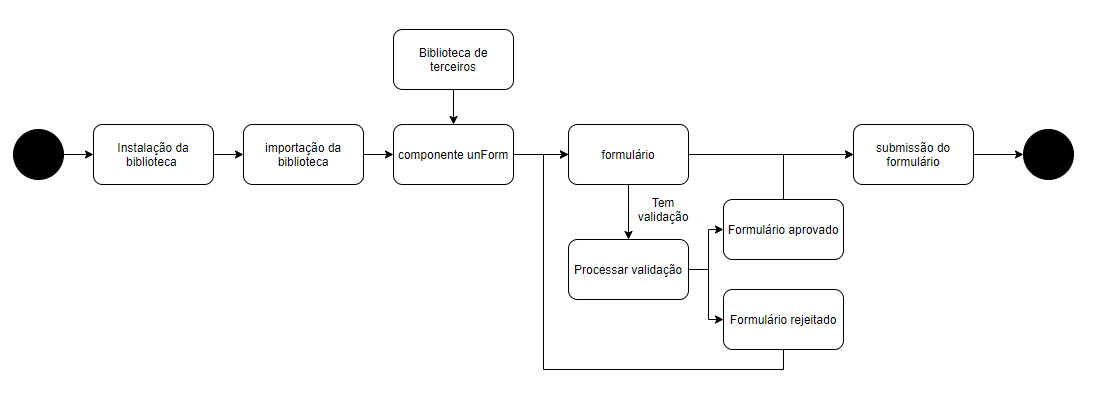 Biblioteca de
terceiros
Instalação da
biblioteca
importação da
biblioteca
componente unForm
formulário
submissão do
formulário
Tem
validação
Formulário aprovado
Processar validação
Formulário rejeitado